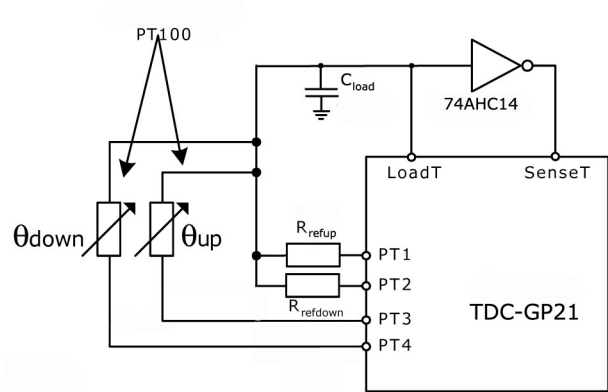 PT100
Cload
74AHC14
LoadT
SenseT
θdown
θup
Rrefup
PT1
PT2
Rrefdown
PT3
TDC-GP21
PT4